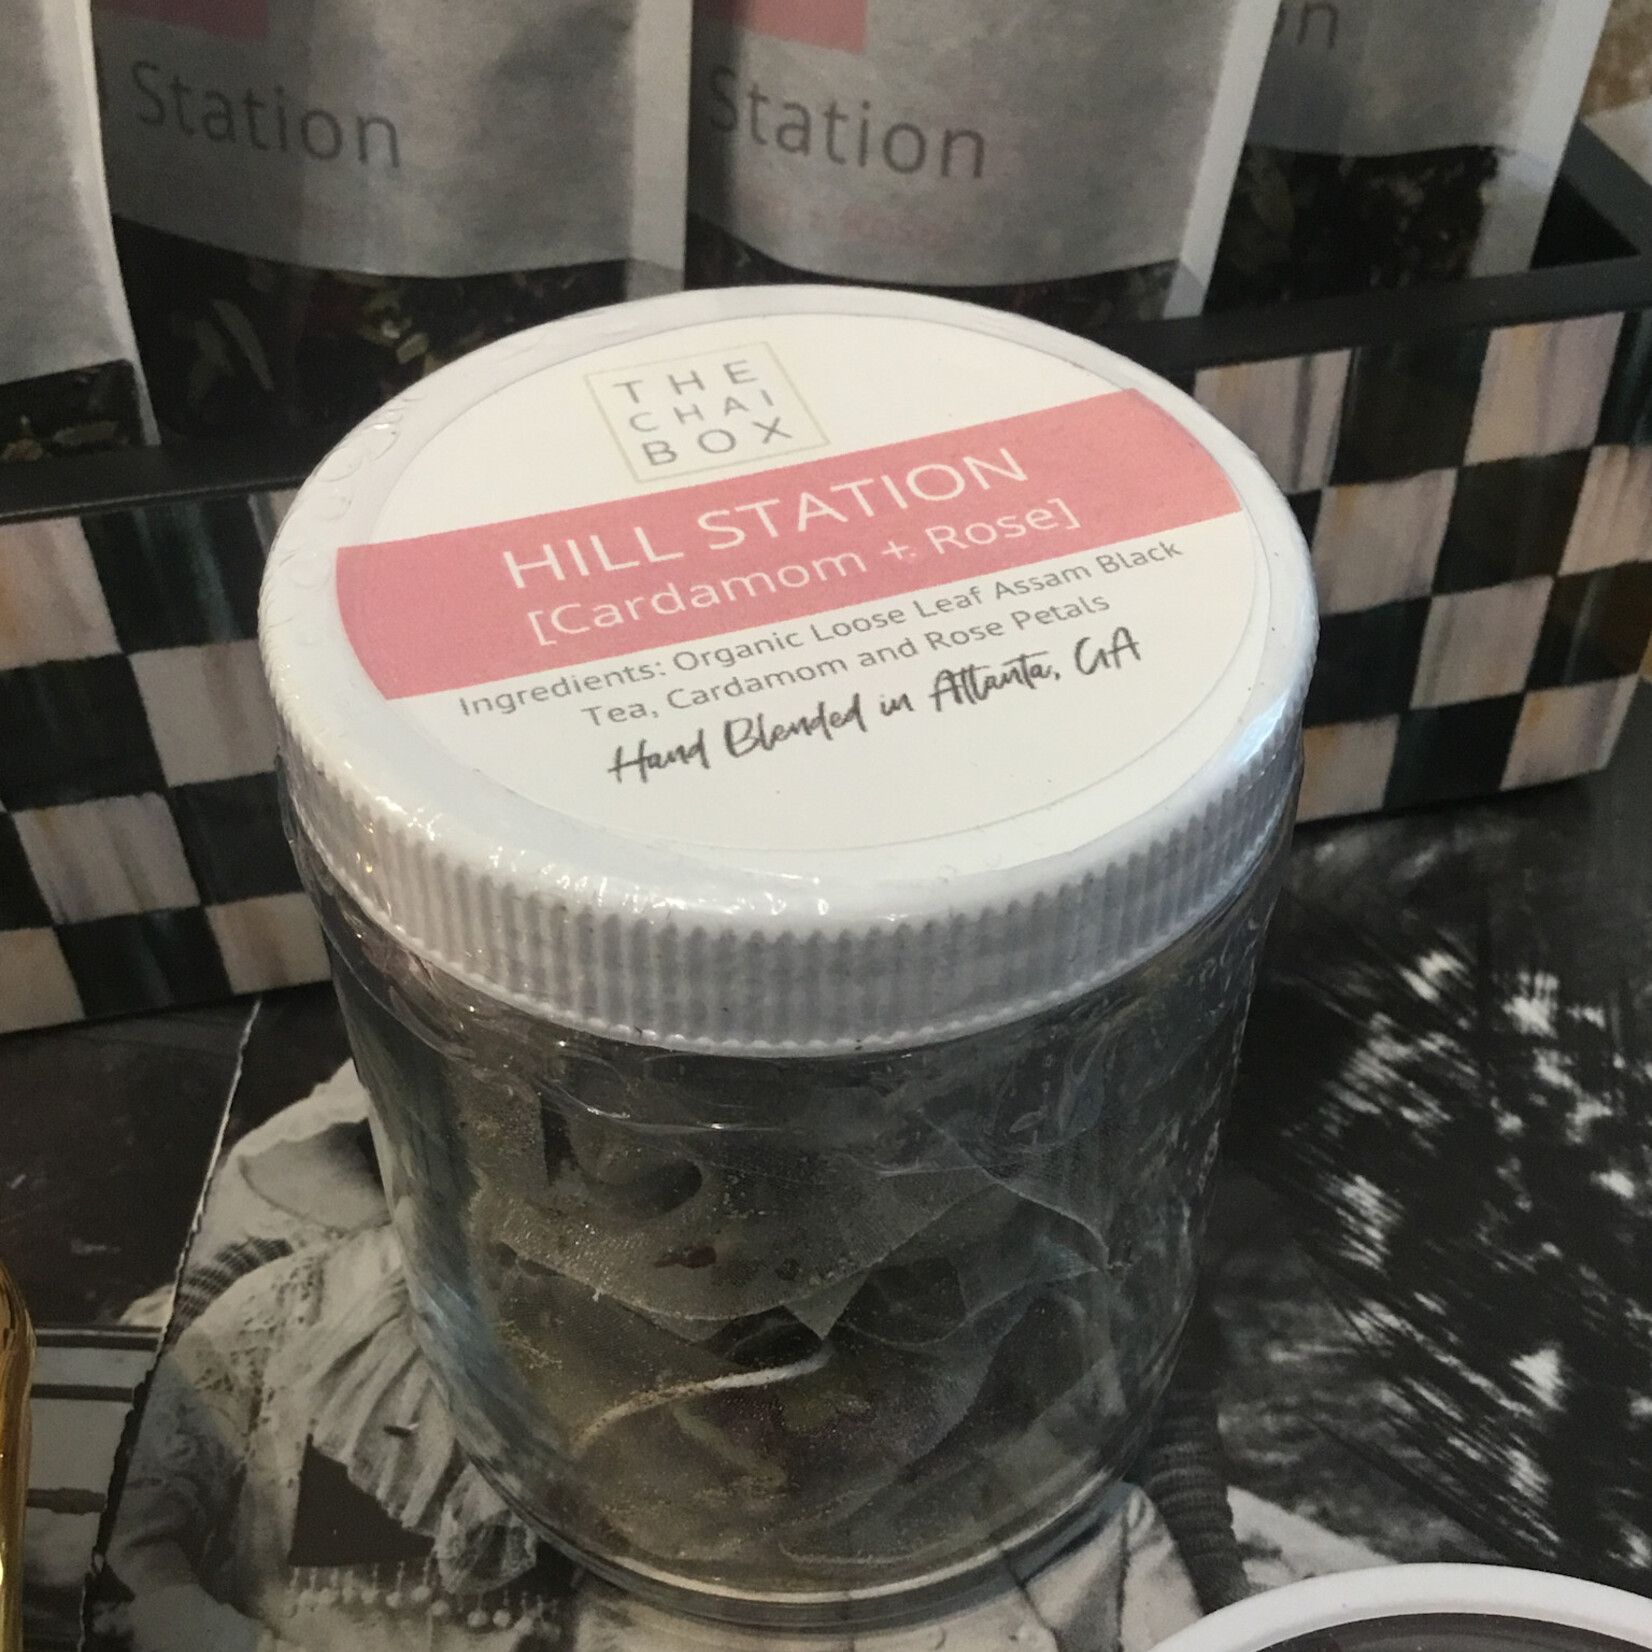 Station
Station
on
THE
CHAI
BOX
HILL STATION
[Cardamom + Rose]
Ingredients: Organic Loose Leaf Assam Black
Tea, Cardamom and Rose Petals
Hand Blended in Atlanta, GA